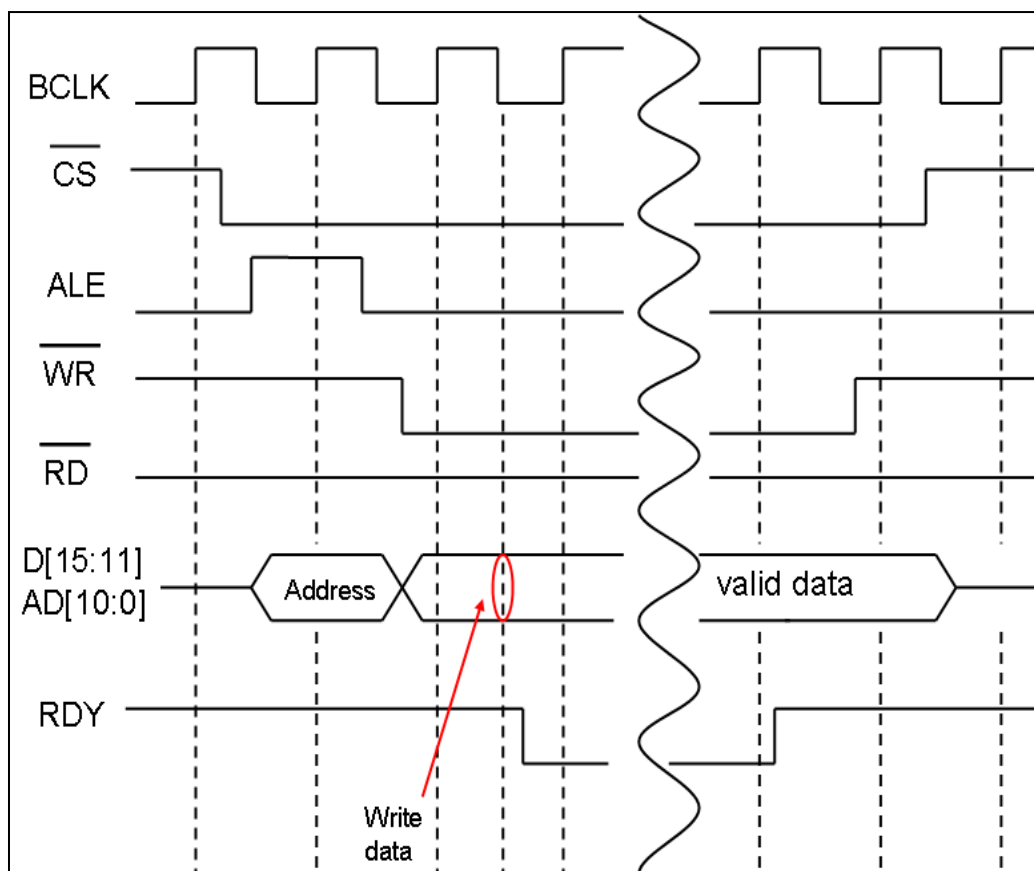 BCLK
CS
ALE
WR
RD
D[15:11]
AD[10:0]
Address
valid data
RDY
Write
data